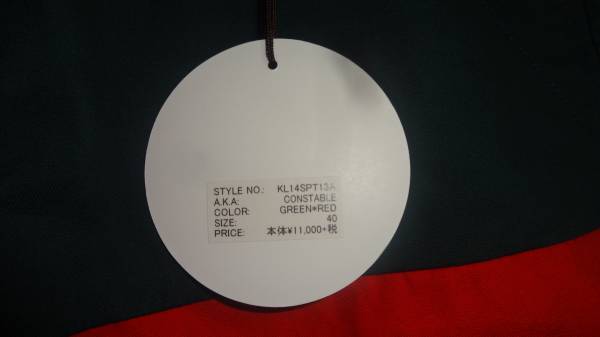 STYLE NO.: KL14SPT13A
A.K.A: CONSTABLE
COLOR: GREEN*RED
SIZE: 40
PRICE: 本体¥11,000+税